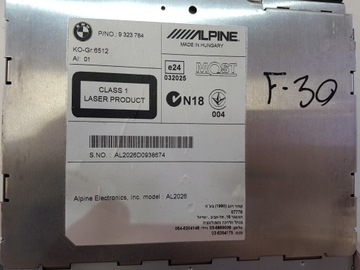 P/NO.: 9 323 784
KO-Gr:6512
AI: 01
CLASS 1
LASER PRODUCT
ALPINE
MADE IN HUNGARY
e24
032025
MOST
N18
004
F-30
S.NO.: AL2026D0936674
Alpine Electronics, Inc. model: AL2026